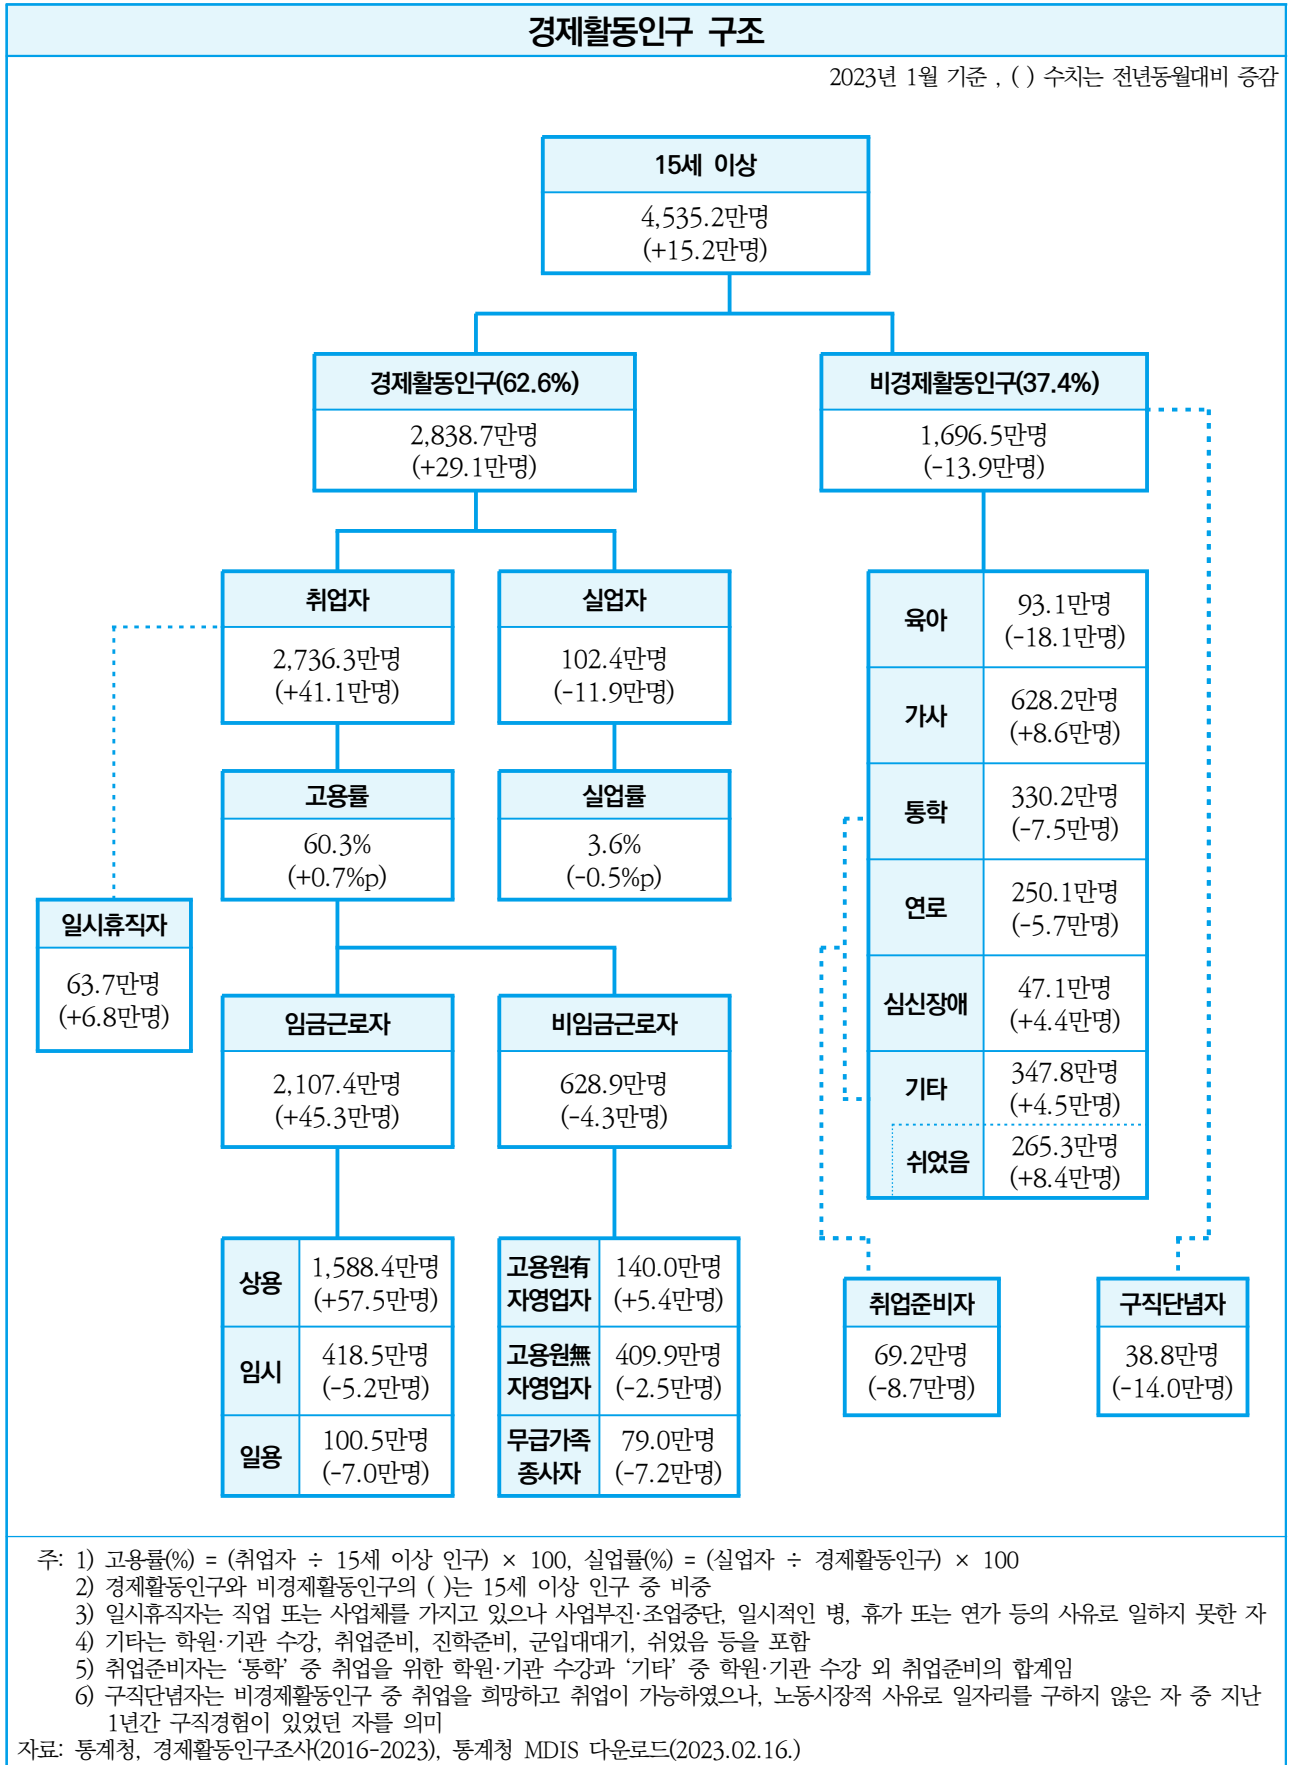 경제활동인구 구조
2023년 1월 기준 , ( ) 수치는 전년동월대비 증감
15세 이상
4,535.2만명
(+15.2만명)
경제활동인구(62.6%)
2,838.7만명
(+29.1만명)
비경제활동인구(37.4%)
1,696.5만명
(-13.9만명)
취업자
2,736.3만명
(+41.1만명)
실업자
102.4만명
(-11.9만명)
고용률
60.3%
(+0.7%p)
실업률
3.6%
(-0.5%p)
일시휴직자
63.7만명
(+6.8만명)
임금근로자
2,107.4만명
(+45.3만명)
비임금근로자
628.9만명
(-4.3만명)
상용
1,588.4만명
(+57.5만명)
임시
418.5만명
(-5.2만명)
일용
100.5만명
(-7.0만명)
고용원有
자영업자
140.0만명
(+5.4만명)
고용원無
자영업자
409.9만명
(-2.5만명)
무급가족
종사자
79.0만명
(-7.2만명)
육아
93.1만명
(-18.1만명)
가사
628.2만명
(+8.6만명)
통학
330.2만명
(-7.5만명)
연로
250.1만명
(-5.7만명)
심신장애
47.1만명
(+4.4만명)
기타
347.8만명
(+4.5만명)
쉬었음
265.3만명
(+8.4만명)
취업준비자
69.2만명
(-8.7만명)
구직단념자
38.8만명
(-14.0만명)
주: 1) 고용률(%) = (취업자 ÷ 15세 이상 인구) × 100, 실업률(%) = (실업자 ÷ 경제활동인구) × 100
2) 경제활동인구와 비경제활동인구의 ( )는 15세 이상 인구 중 비중
3) 일시휴직자는 직업 또는 사업체를 가지고 있으나 사업부진·조업중단, 일시적인 병, 휴가 또는 연가 등의 사유로 일하지 못한 자
4) 기타는 학원·기관 수강, 취업준비, 진학준비, 군입대대기, 쉬었음 등을 포함
5) 취업준비자는 ‘통학’ 중 취업을 위한 학원·기관 수강과 ‘기타’ 중 학원·기관 수강 외 취업준비의 합계임
6) 구직단념자는 비경제활동인구 중 취업을 희망하고 취업이 가능하였으나, 노동시장적 사유로 일자리를 구하지 않은 자 중 지난
1년간 구직경험이 있었던 자를 의미
자료: 통계청, 경제활동인구조사(2016-2023), 통계청 MDIS 다운로드(2023.02.16.)